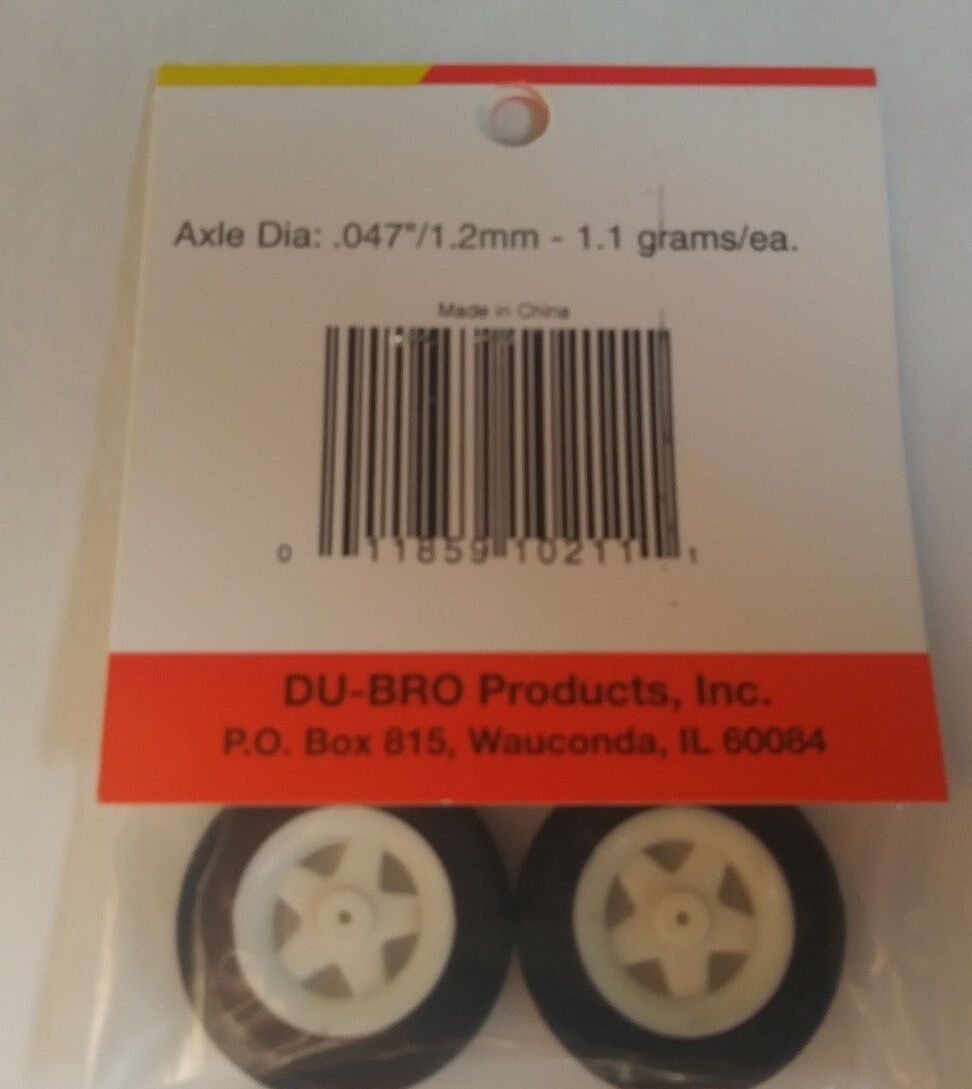 Axle Dia: .047"/1.2mm - 1.1 grams/ea.
Made in China
0 11859 10211 1
DU-BRO Products, Inc.
P.O. Box 815, Wauconda, IL 60084